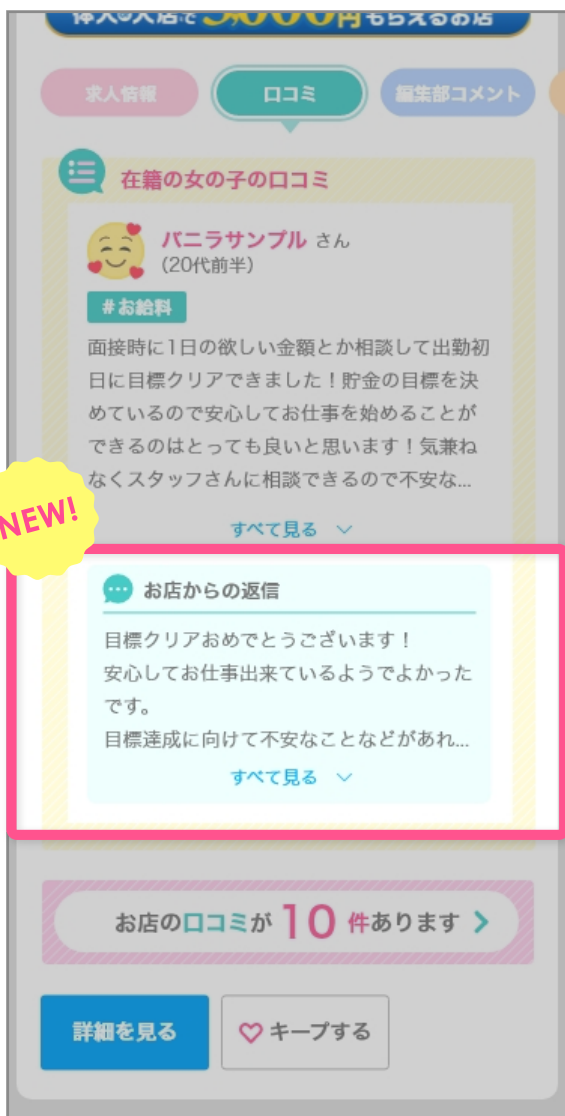 体入や入店で5,000円もらえるお店
求人情報
口コミ
編集部コメント
在籍の女の子の口コミ
バニラサンプル さん
(20代前半)
#お給料
面接時に1日の欲しい金額とか相談して出勤初
日に目標クリアできました！貯金の目標を決
めているので安心してお仕事を始めることが
できるのはとっても良いと思います！気兼ね
なくスタッフさんに相談できるので不安な...
すべて見る
NEW!
お店からの返信
目標クリアおめでとうございます！
安心してお仕事出来ているようでよかった
です。
目標達成に向けて不安なことなどがあれ...
すべて見る
お店の口コミが10件あります
詳細を見る
キープする